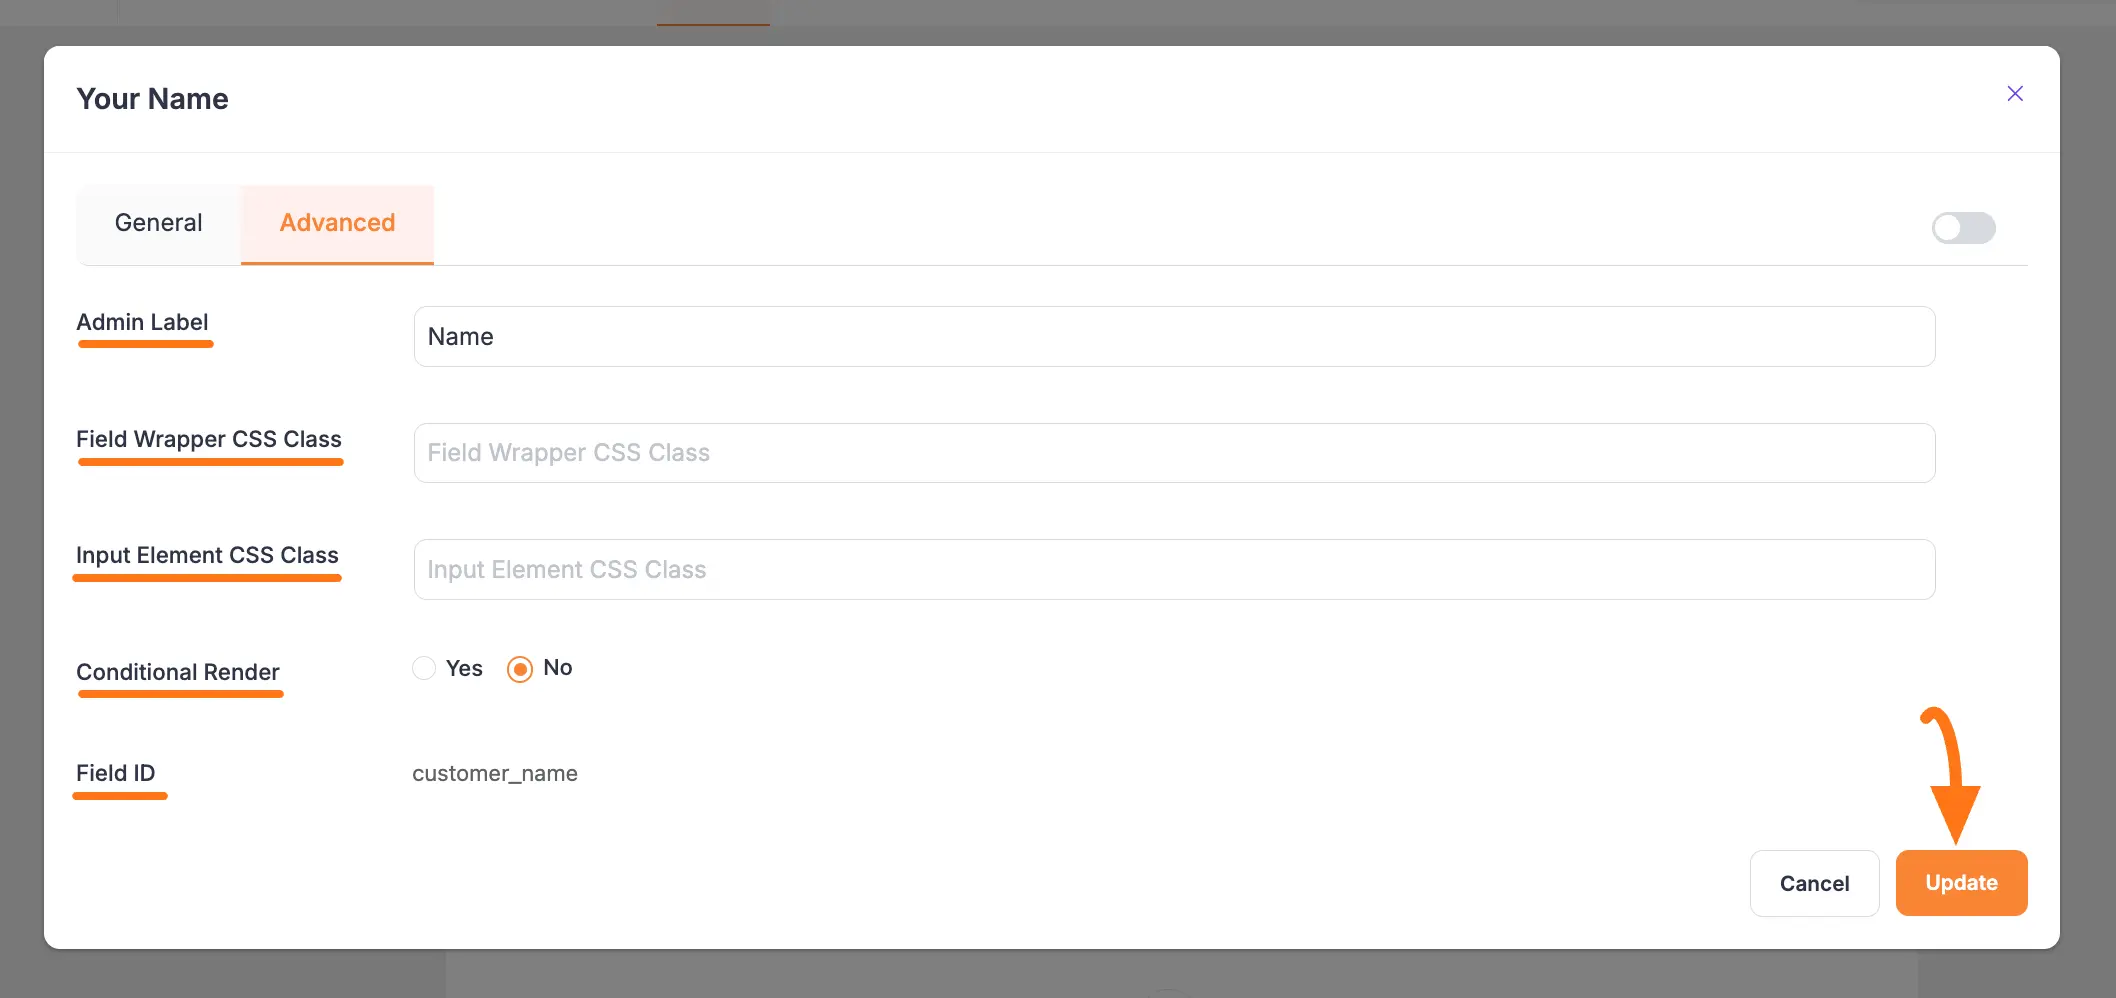 Your Name
General Advanced
Admin Label
Name
Field Wrapper CSS Class
Field Wrapper CSS Class
Input Element CSS Class
Input Element CSS Class
Conditional Render
Yes No
Field ID
customer_name
Cancel Update